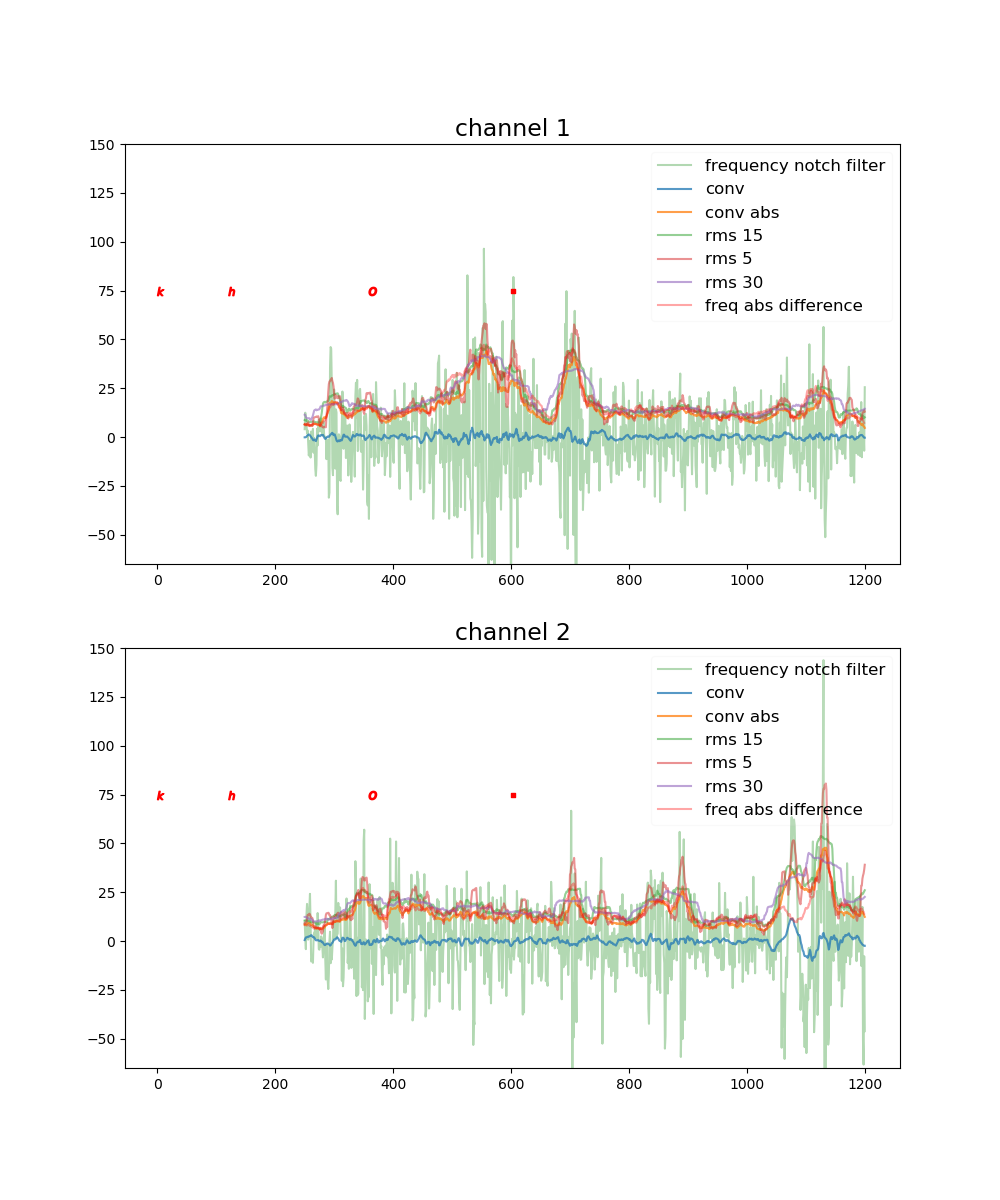 channel 1
150
125
100
75
50
25
0
−25
−50
frequency notch filter
conv
conv abs
rms 15
rms 5
rms 30
freq abs difference
k h O .
0 200 400 600 800 1000 1200
channel 2
150
125
100
75
50
25
0
−25
−50
frequency notch filter
conv
conv abs
rms 15
rms 5
rms 30
freq abs difference
k h O .
0 200 400 600 800 1000 1200